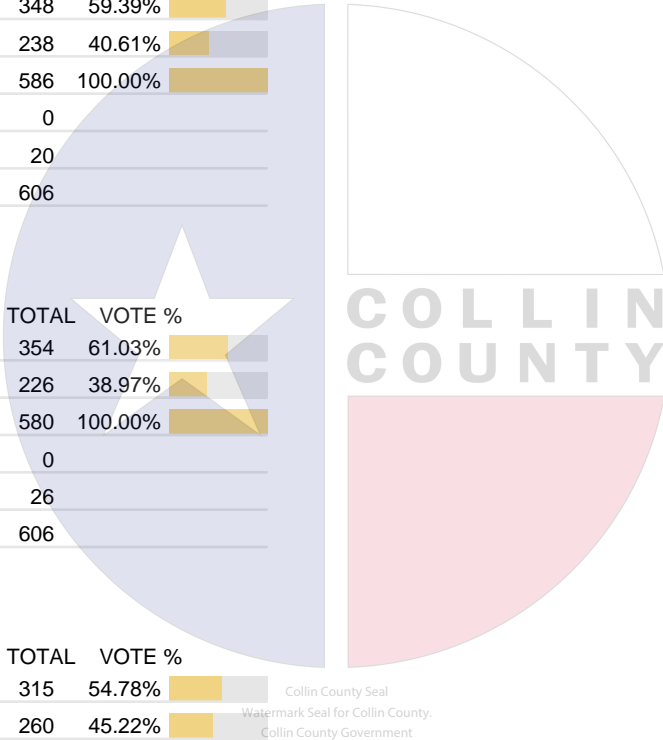 348 59.39%
238 40.61%
586 100.00%
0
20
606
TOTAL VOTE %
354 61.03%
226 38.97%
580 100.00%
0
26
606
COLLIN
COUNTY
TOTAL VOTE %
315 54.78%
260 45.22%
Collin County Seal
Watermark Seal for Collin County.
Collin County Government